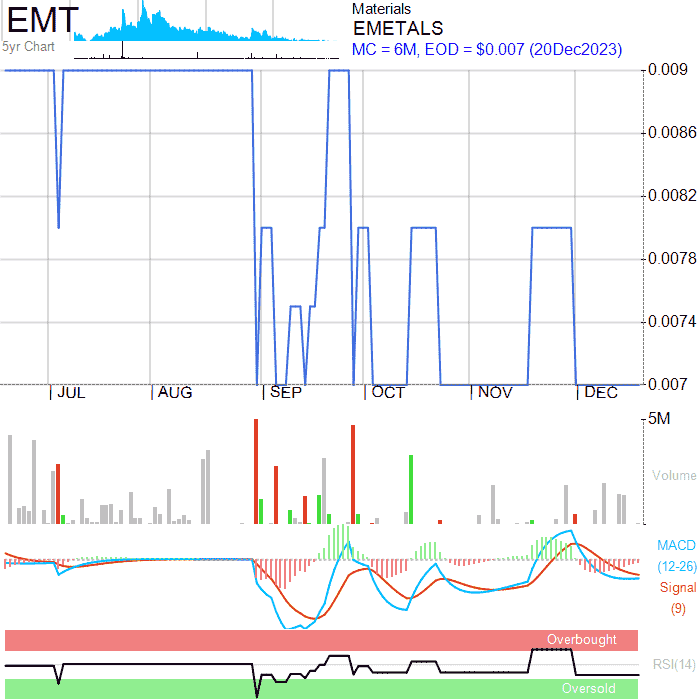 EMT
5yr Chart
Materials
EMETALS
MC = 6M, EOD = $0.007 (20Dec2023)
0.009
0.0086
0.0082
0.0078
0.0074
0.007
JUL AUG SEP OCT NOV DEC
5M
Volume
MACD
(12-26)
Signal
(9)
Overbought
RSI(14)
Oversold